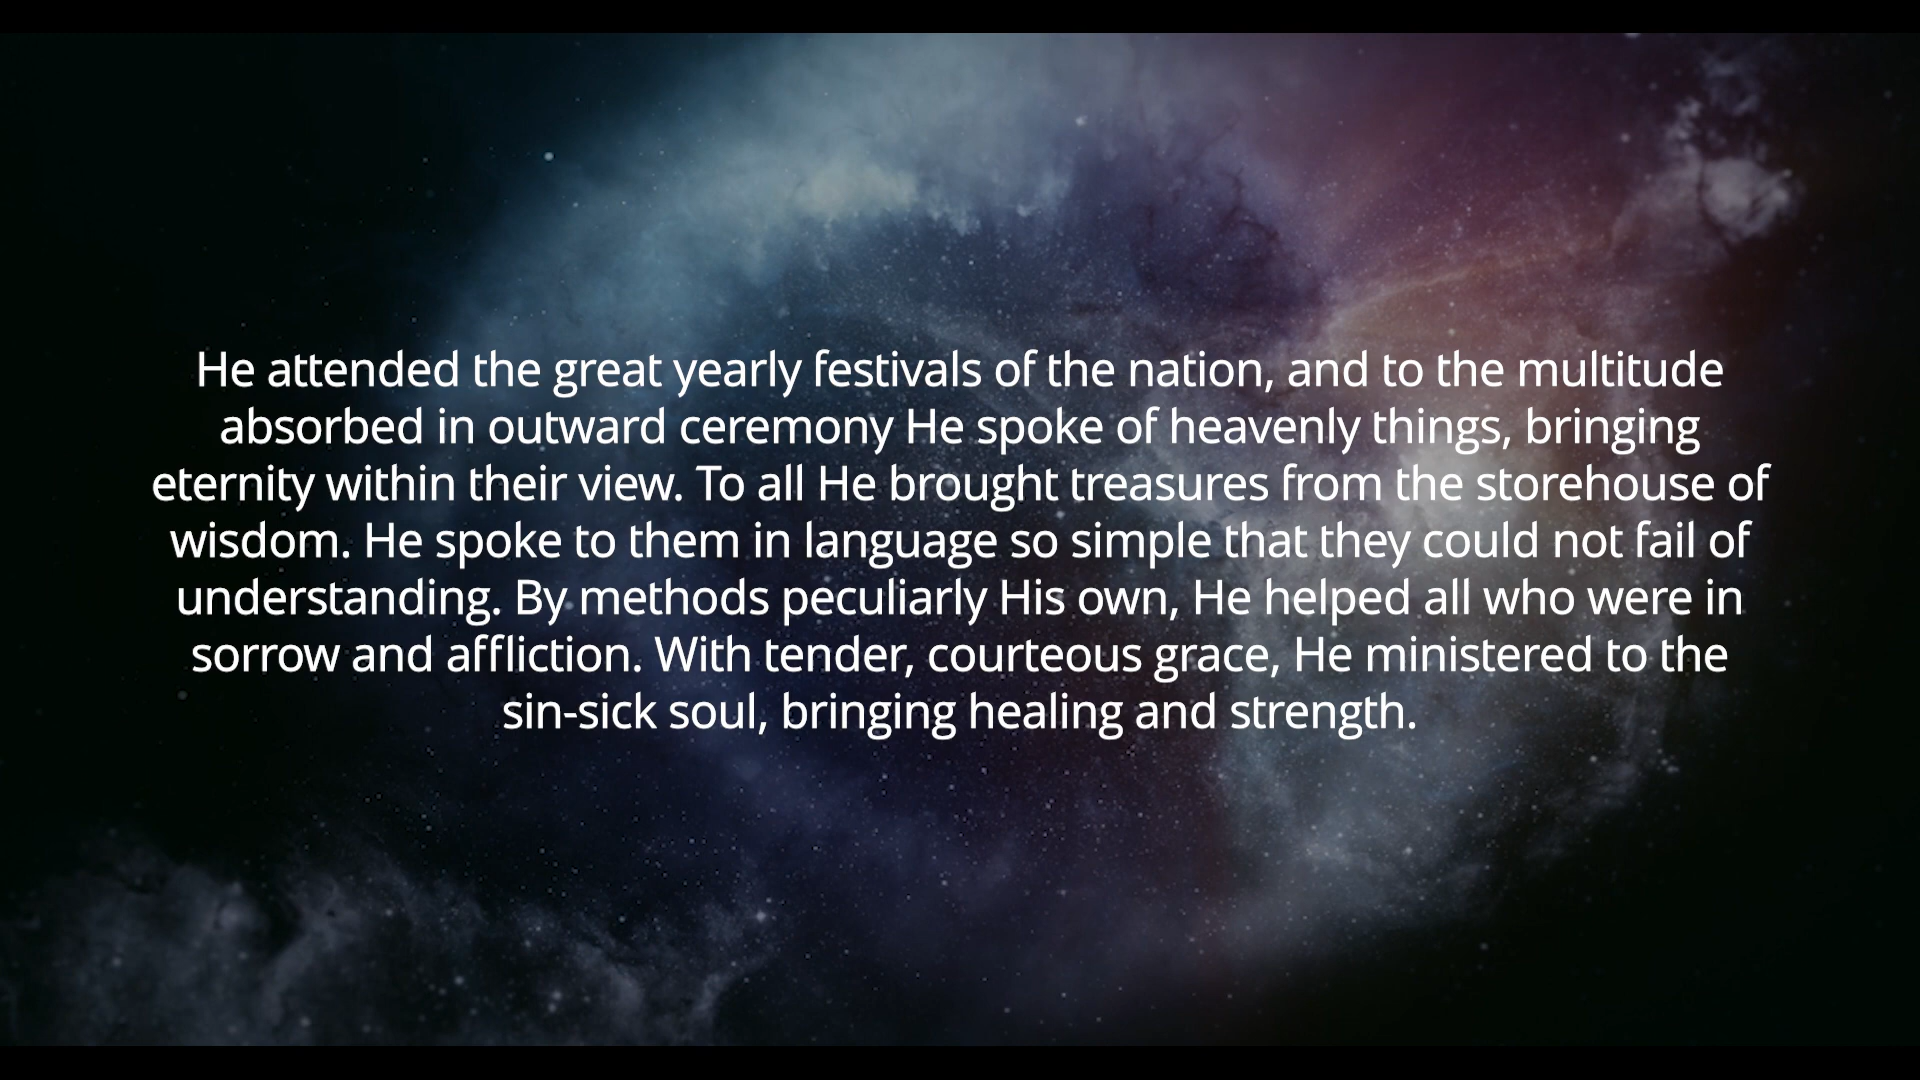 He attended the great yearly festivals of the nation, and to the multitude
absorbed in outward ceremony He spoke of heavenly things, bringing
eternity within their view. To all He brought treasures from the storehouse of
wisdom. He spoke to them in language so simple that they could not fail of
understanding. By methods peculiarly His own, He helped all who were in
sorrow and affliction. With tender, courteous grace, He ministered to the
sin-sick soul, bringing healing and strength.